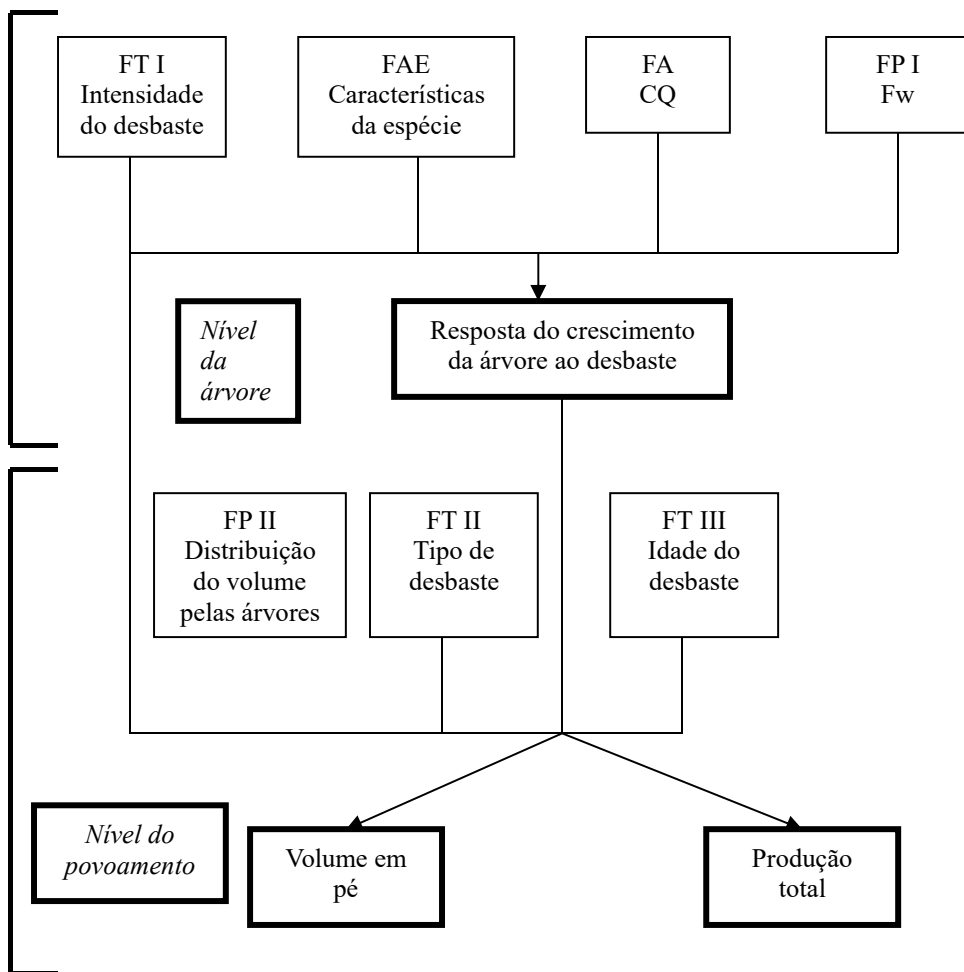 FT I
Intensidade
do desbaste
FAE
Características
da espécie
FA
CQ
FP I
Fw
Nível
da
árvore
Resposta do crescimento
da árvore ao desbaste
FP II
Distribuição
do volume
pelas árvores
FT II
Tipo de
desbaste
FT III
Idade do
desbaste
Nível do
povoamento
Volume em
pé
Produção
total